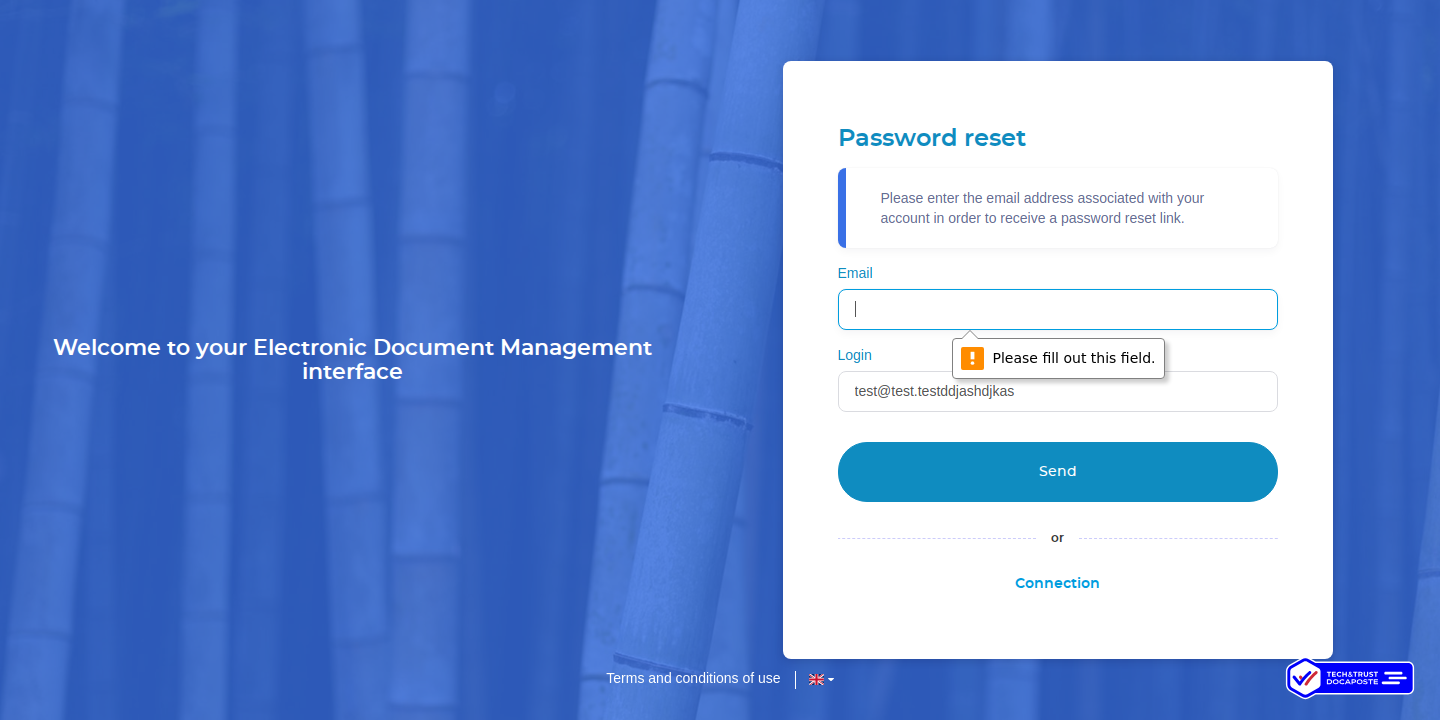 Password reset
Please enter the email address associated with your
account in order to receive a password reset link.
Email
Please fill out this field.
Login
test@test.testddjashdjkas
Send
or
Connection
Welcome to your Electronic Document Management
interface
Terms and conditions of use
TECH&TRUST
DOCAPOSTE